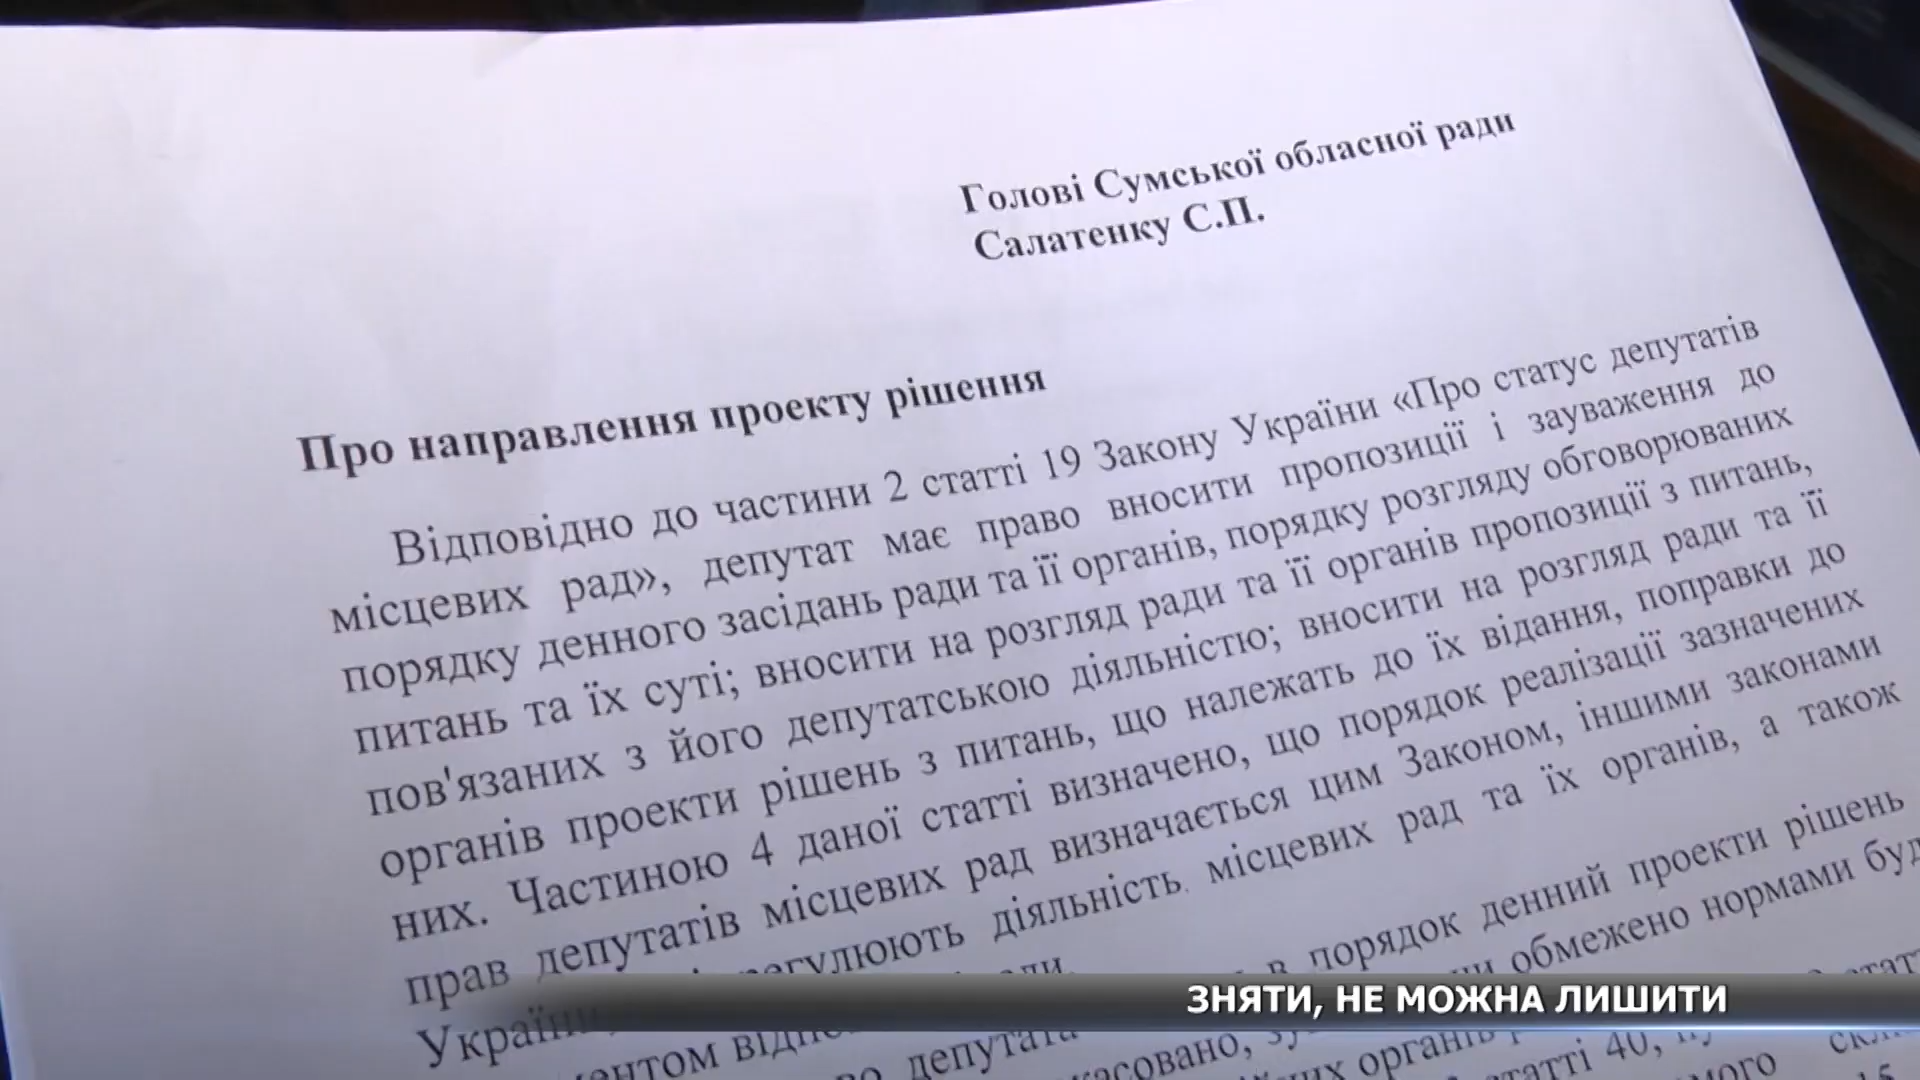 Голові Сумської обласної ради
Салатенку С.П.
Про направлення проекту рішення
Відповідно до частини 2 статті 19 Закону України «Про статус депутатів
місцевих рад», депутат має право вносити пропозиції і зауваження до
порядку денного засідань ради та її органів, порядку розгляду обговорюваних
питань та їх суті; вносити на розгляд ради та її органів пропозиції з питань,
пов'язаних з його депутатською діяльністю; вносити на розгляд ради та її
органів проекти рішень з питань, що належать до їх відання, поправки до
них. Частиною 4 даної статті визначено, що порядок реалізації зазначених
прав депутатів місцевих рад визначається цим Законом, іншими законами
України, регулюють діяльність місцевих рад та їх органів, а також
в порядок денний проекти рішень
обмежено нормами
депутата
органів
статті 40,
ЗНЯТИ, НЕ МОЖНА ЛИШИТИ